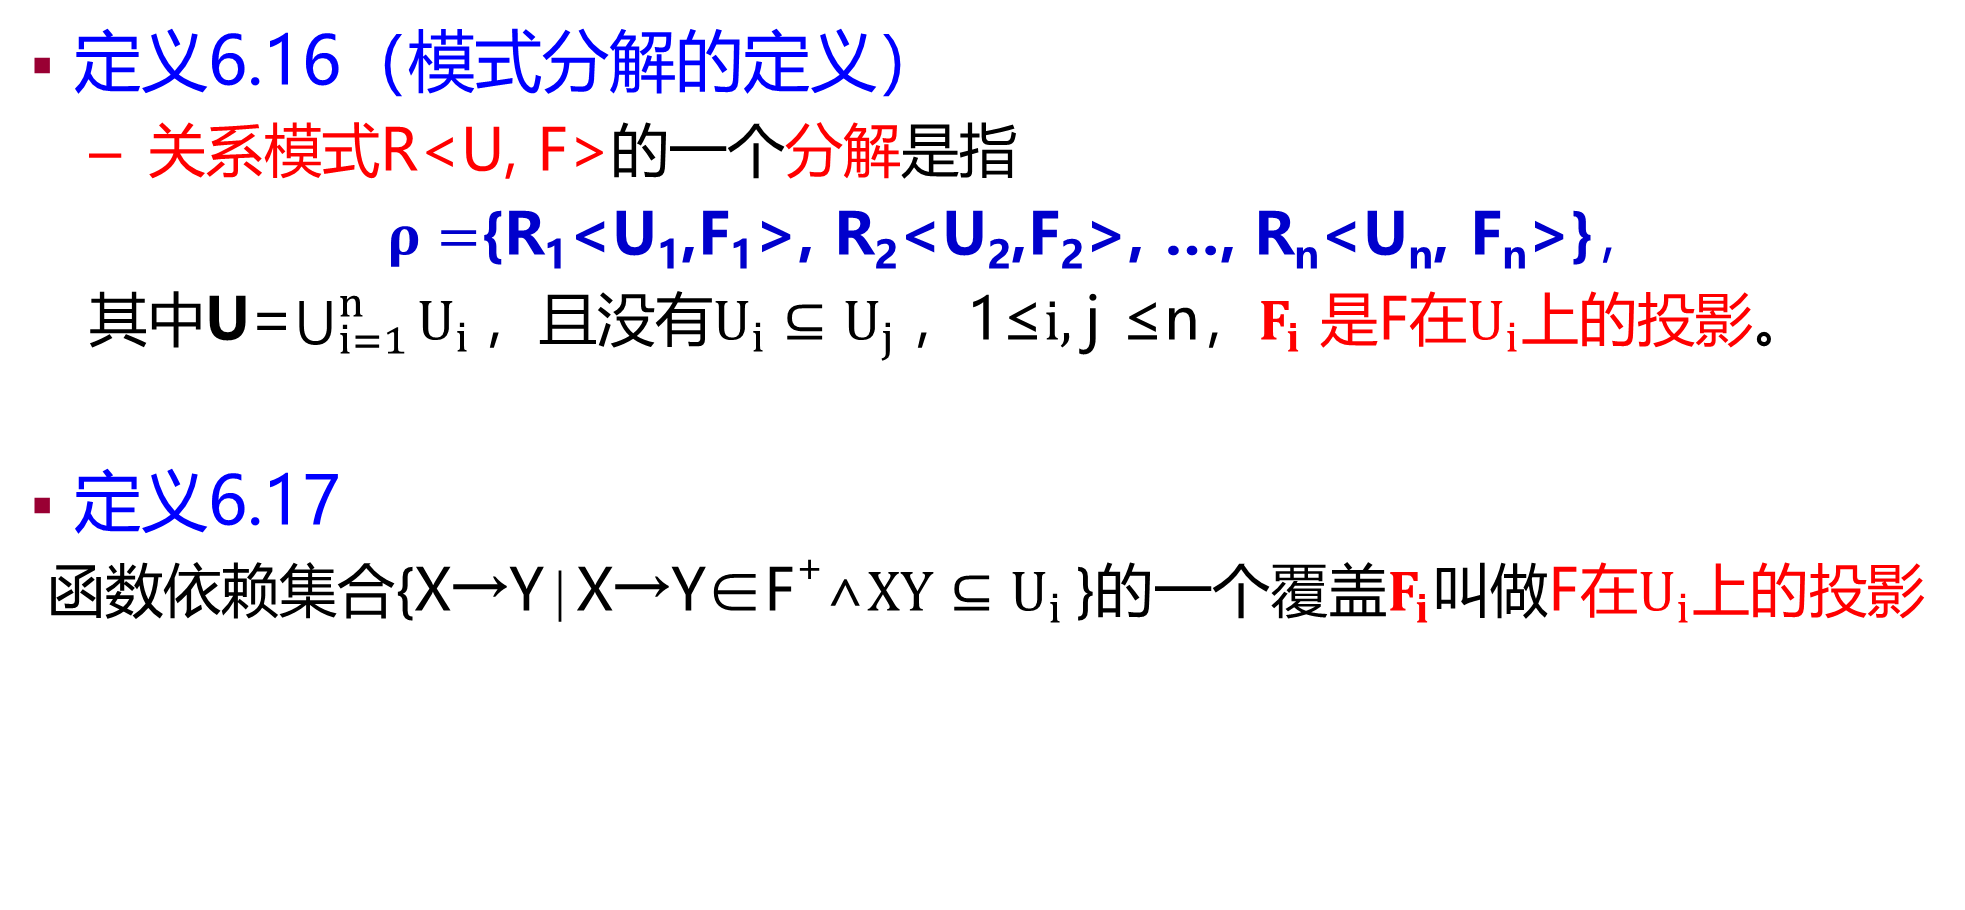 ▪ 定义6.16（模式分解的定义）
– 关系模式R<U, F>的一个分解是指
ρ ={R₁<U₁,F₁>, R₂<U₂,F₂>, …, Rₙ<Uₙ, Fₙ>}，
其中U=⋃ⁿᵢ₌₁ Uᵢ ，且没有Uᵢ ⊆ Uⱼ ，1≤i, j ≤n，Fᵢ 是F在Uᵢ上的投影。
▪ 定义6.17
函数依赖集合{X→Y | X→Y∈F⁺ ∧XY ⊆ Uᵢ }的一个覆盖Fᵢ叫做F在Uᵢ上的投影